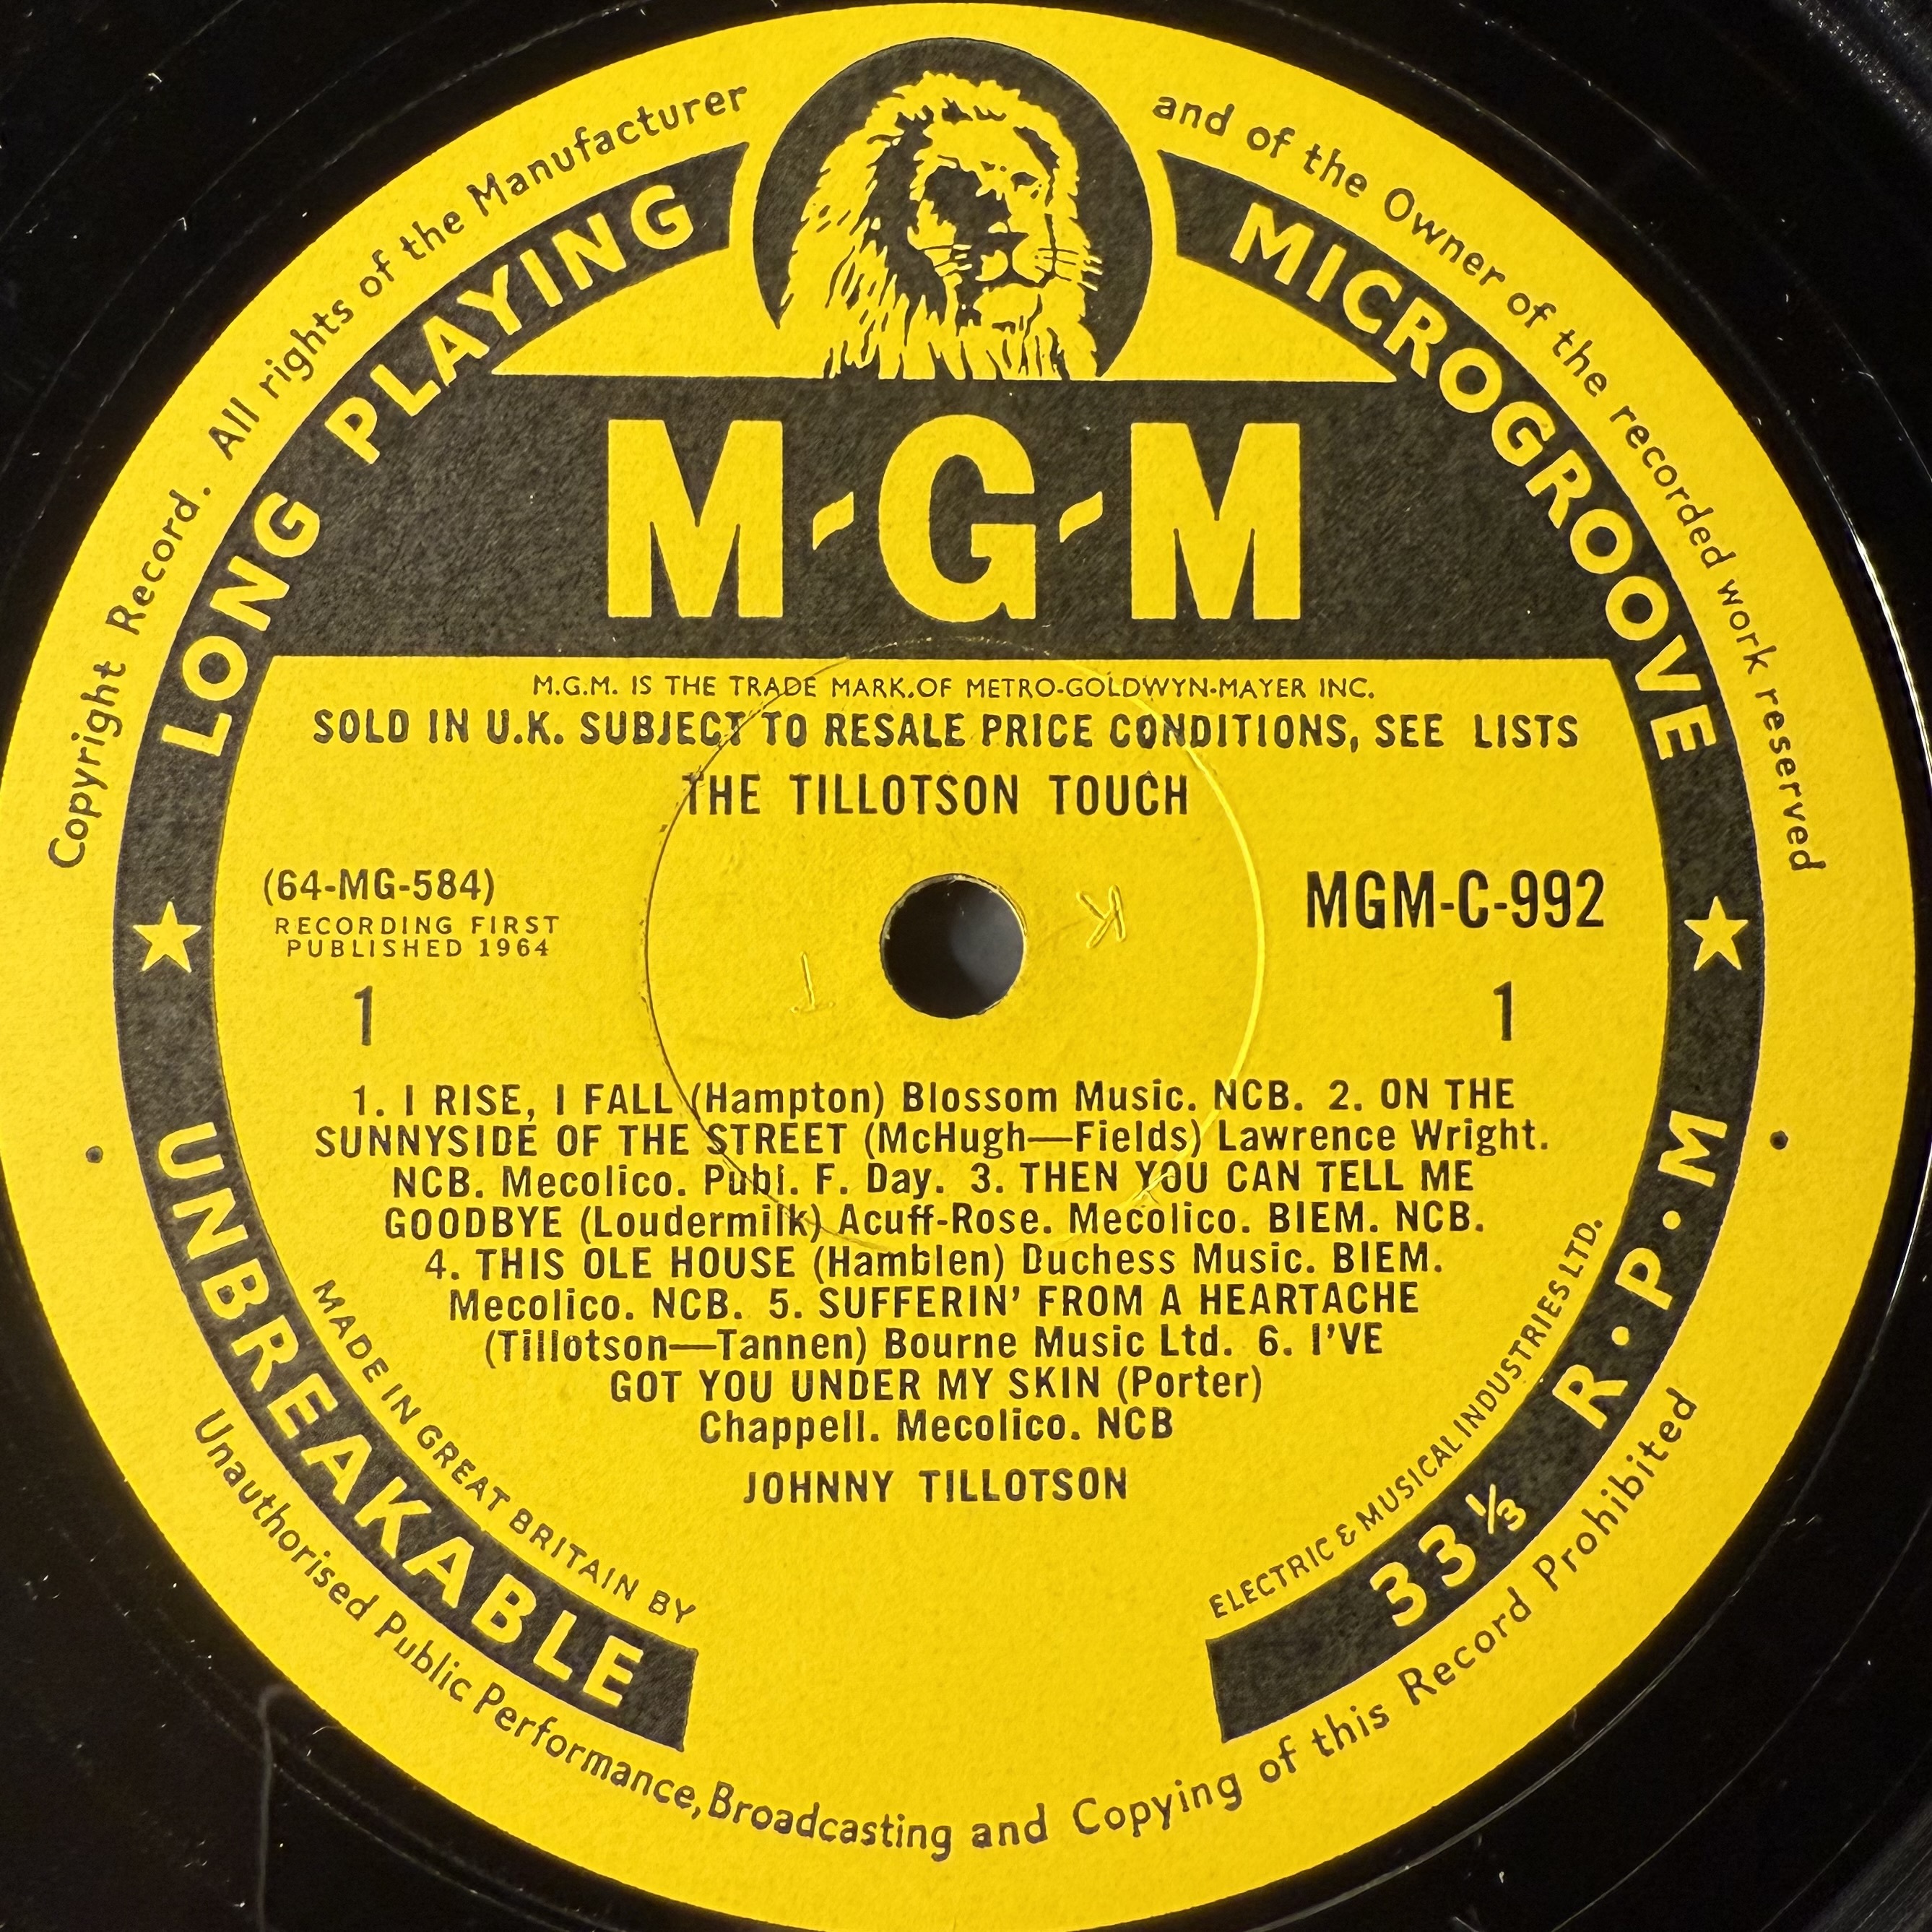 Copyright Record. All rights of the Manufacturer and of the Owner of the recorded work reserved
LONG PLAYING
MICROGROOVE
M-G-M
M.G.M. IS THE TRADE MARK.OF METRO-GOLDWYN-MAYER INC.
SOLD IN U.K. SUBJECT TO RESALE PRICE CONDITIONS, SEE LISTS
THE TILLOTSON TOUCH
(64-MG-584)
MGM-C-992
RECORDING FIRST
PUBLISHED 1964
K
T
1
1
1. I RISE, I FALL (Hampton) Blossom Music. NCB. 2. ON THE
SUNNYSIDE OF THE STREET (McHugh—Fields) Lawrence Wright.
NCB. Mecolico. Publ. F. Day. 3. THEN YOU CAN TELL ME
GOODBYE (Loudermilk) Acuff-Rose. Mecolico. BIEM. NCB.
4. THIS OLE HOUSE (Hamblen) Duchess Music. BIEM.
Mecolico. NCB. 5. SUFFERIN' FROM A HEARTACHE
(Tillotson—Tannen) Bourne Music Ltd. 6. I'VE
GOT YOU UNDER MY SKIN (Porter)
Chappell. Mecolico. NCB
JOHNNY TILLOTSON
MADE IN GREAT BRITAIN BY
ELECTRIC & MUSICAL INDUSTRIES LTD.
UNBREAKABLE
33⅓ R•P•M
Unauthorised Public Performance, Broadcasting and Copying of this Record Prohibited